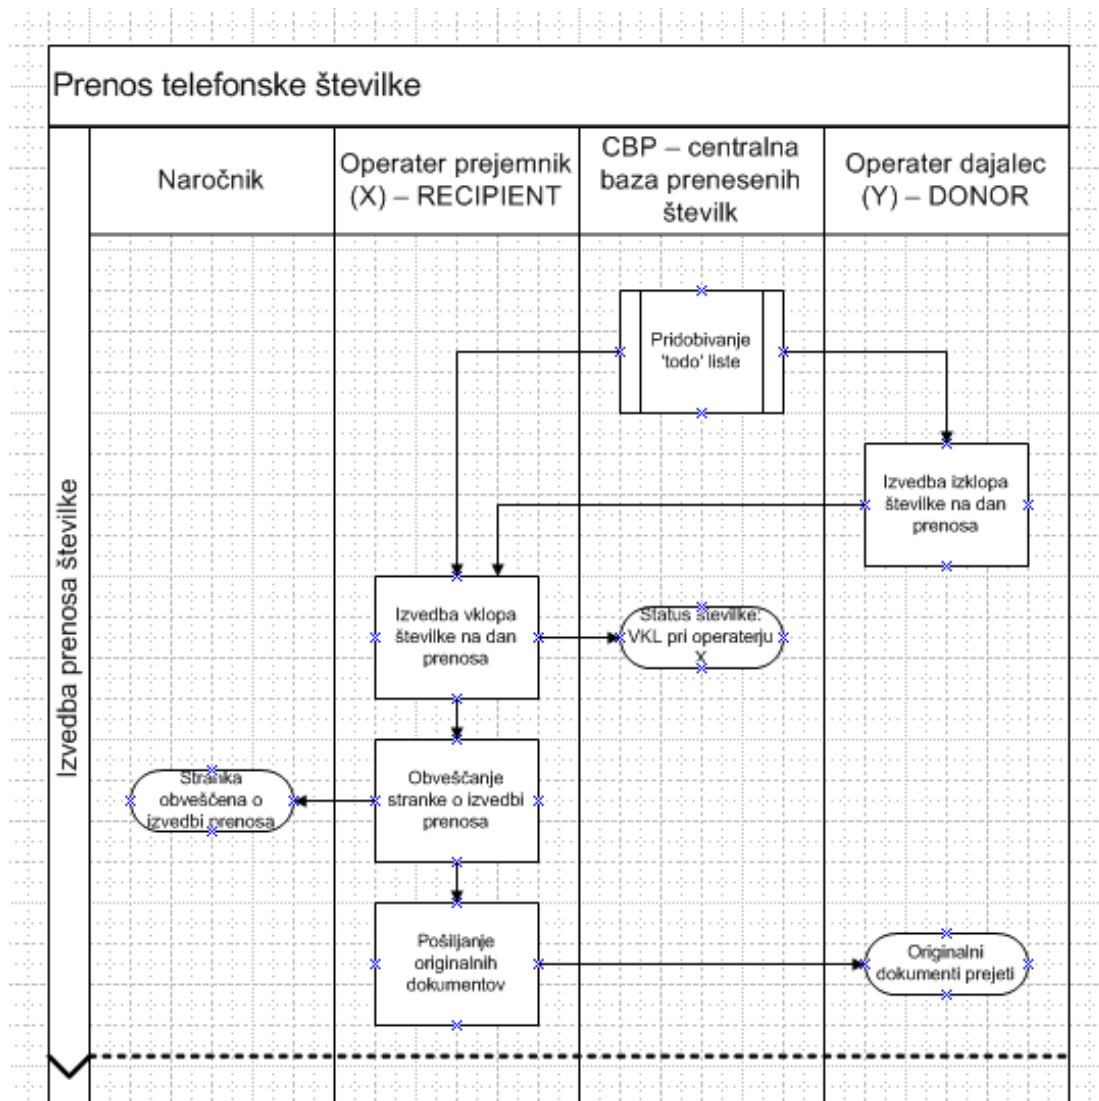 Prenos telefonske številke
Naročnik
Operater prejemnik
(X) – RECIPIENT
CBP – centralna
baza prenesenih
številk
Operater dajalec
(Y) – DONOR
Izvedba prenosa številke
Pridobivanje
'todo' liste
Izvedba izklopa
številke na dan
prenosa
Izvedba vklopa
številke na dan
prenosa
Status številke:
VKL pri operaterju
X
Obveščanje
stranke o izvedbi
prenosa
Stranka
obveščena o
izvedbi prenosa
Pošiljanje
originalnih
dokumentov
Originalni
dokumenti prejeti